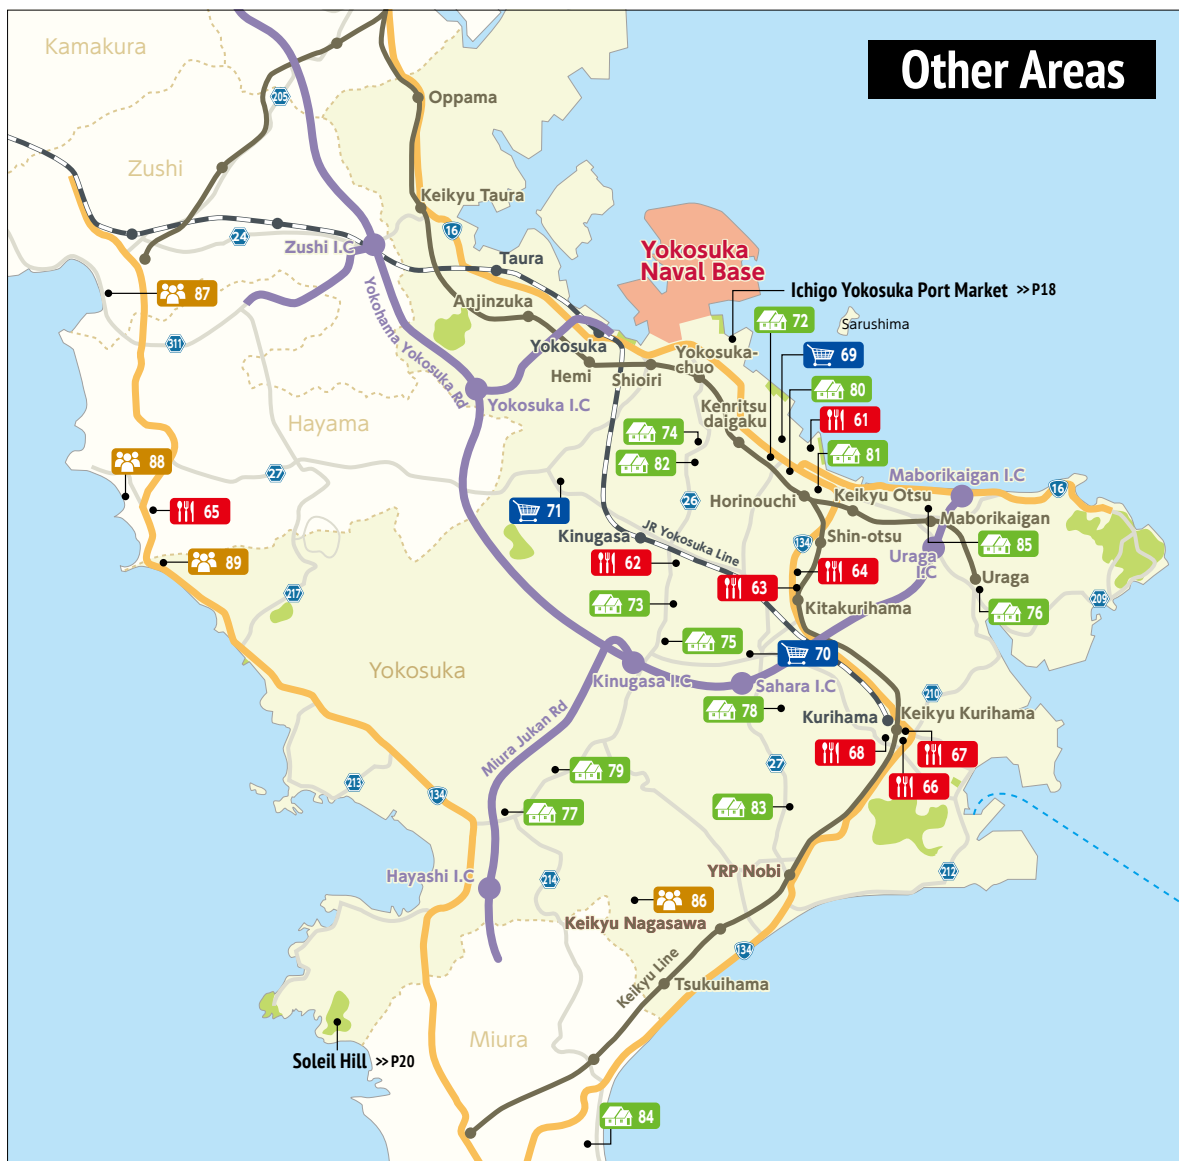 Other Areas
Kamakura
205
Oppama
Zushi
Keikyu Taura
16
24
Zushi I.C
Taura
Yokosuka
Naval Base
87
Anjinzuka
Ichigo Yokosuka Port Market >>P18
72
Sarushima
311
Yokohama Yokosuka Rd
Yokosuka
Hemi
Shioiri
Yokosuka-
chuo
69
80
Yokosuka I.C
Kenritsu
daigaku
61
Hayama
74
81
88
27
82
Maborikaigan I.C
16
65
71
26
Horinouchi
Keikyu Otsu
Maborikaigan
Kinugasa
JR Yokosuka Line
134
Shin-otsu
85
89
62
63
64
Uraga
I.C
Uraga
217
73
Kitakurihama
76
209
75
70
Yokosuka
Kinugasa I.C
Sahara I.C
210
Miura Jukan Rd
78
Kurihama
Keikyu Kurihama
68
67
79
27
66
213
134
77
83
Hayashi I.C
214
YRP Nobi
212
86
Keikyu Nagasawa
134
Keikyu Line
Tsukuihama
Miura
Soleil Hill >>P20
84